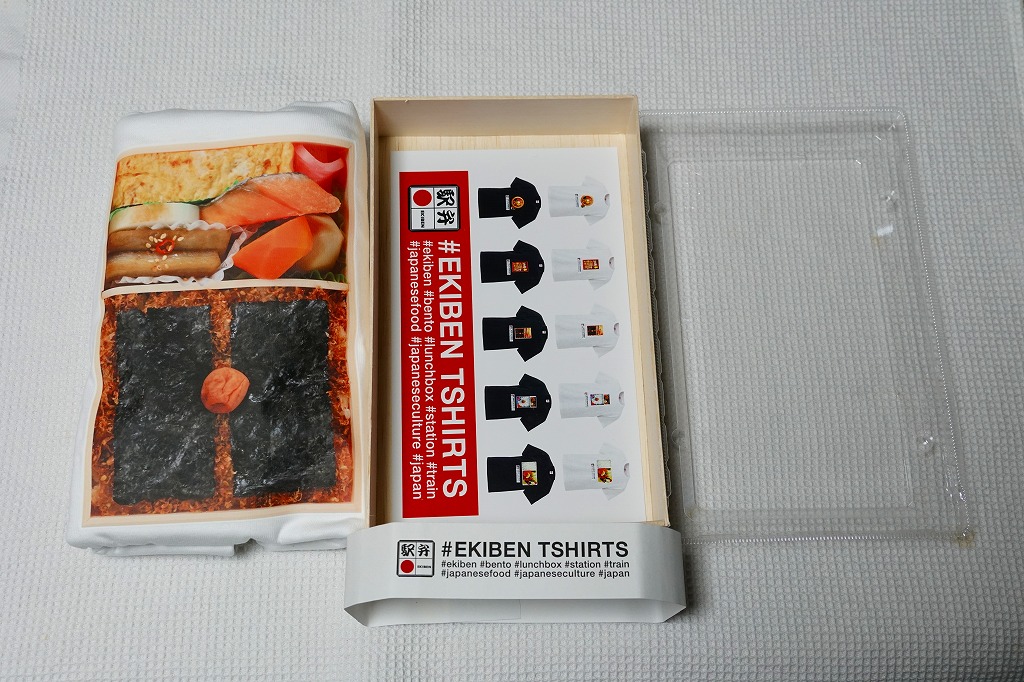 駅弁
EKIBEN
#EKIBEN TSHIRTS
#ekiben #bento #lunchbox #station #train
#japanesefood #japaneseculture #japan
駅弁
EKIBEN
#EKIBEN TSHIRTS
#ekiben #bento #lunchbox #station #train
#japanesefood #japaneseculture #japan